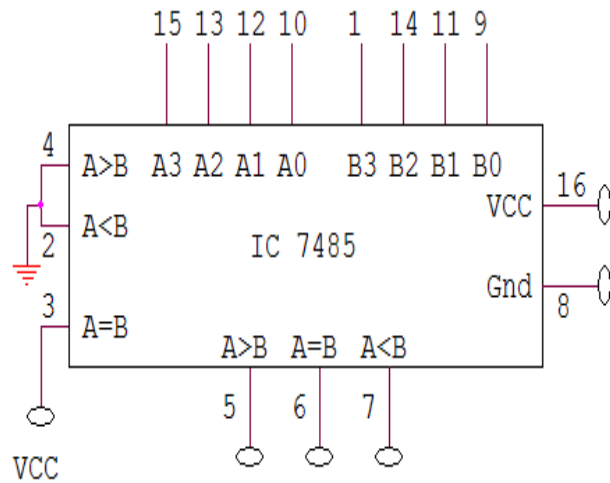 15 13 12 10 1 14 11 9
4 A>B A3 A2 A1 A0 B3 B2 B1 B0
16
VCC
2 A<B
IC 7485
Gnd
8
3 A=B
A>B A=B A<B
5 6 7
VCC